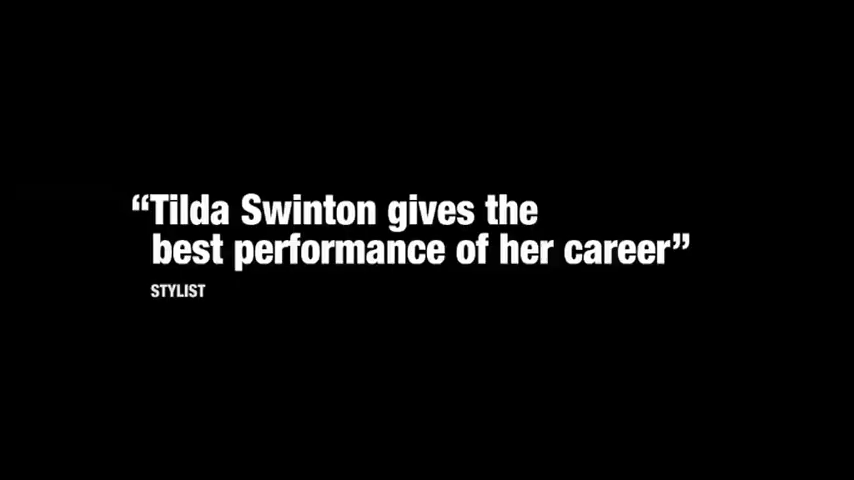 “Tilda Swinton gives the
best performance of her career”
STYLIST